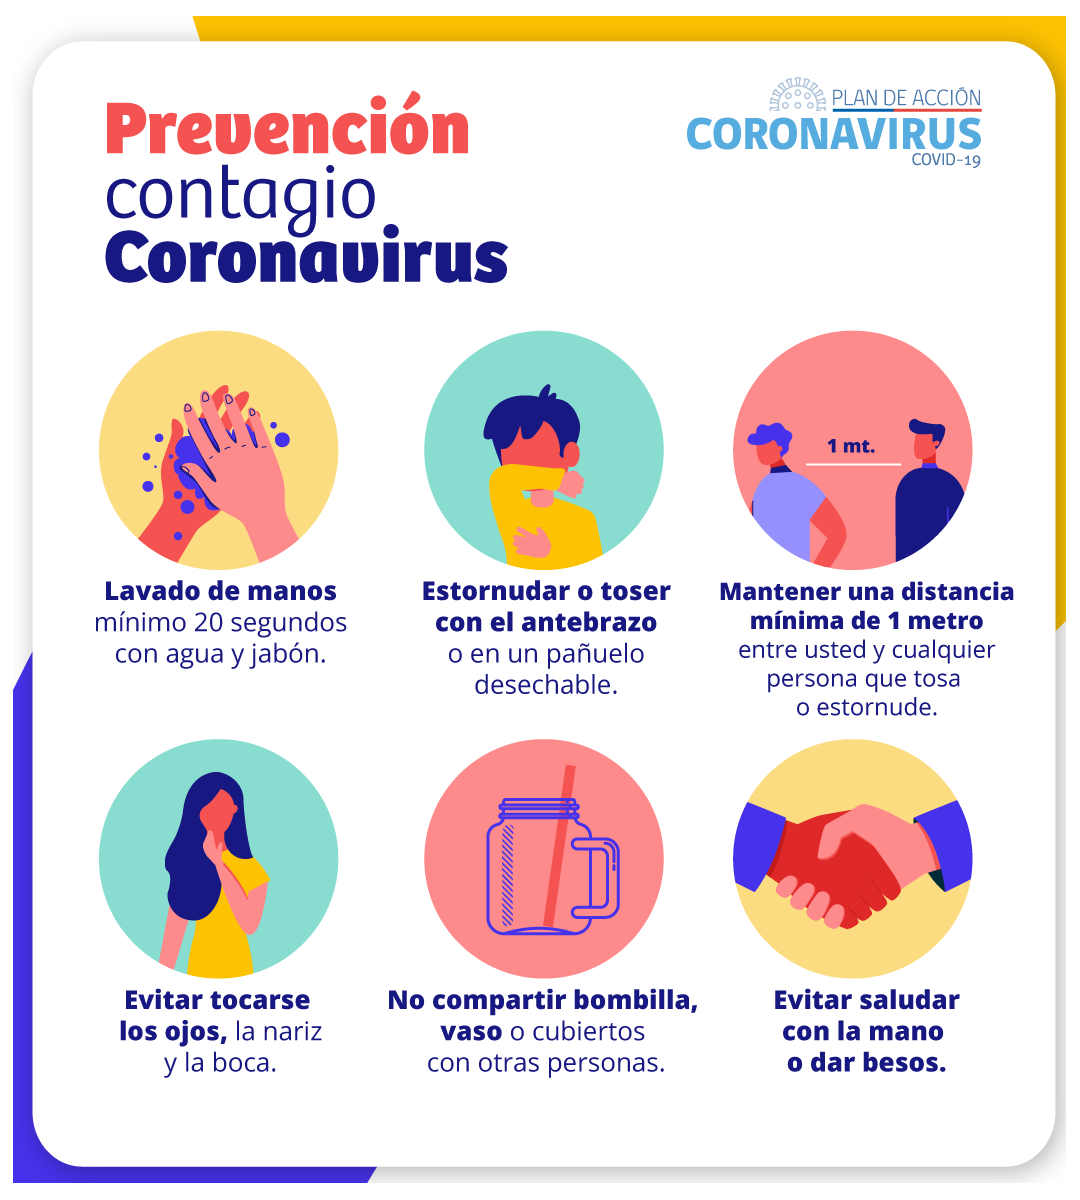 Prevención
contagio
Coronavirus
PLAN DE ACCIÓN
CORONAVIRUS
COVID-19
1 mt.
Lavado de manos
mínimo 20 segundos
con agua y jabón.
Estornudar o toser
con el antebrazo
o en un pañuelo
desechable.
Mantener una distancia
mínima de 1 metro
entre usted y cualquier
persona que tosa
o estornude.
Evitar tocarse
los ojos, la nariz
y la boca.
No compartir bombilla,
vaso o cubiertos
con otras personas.
Evitar saludar
con la mano
o dar besos.